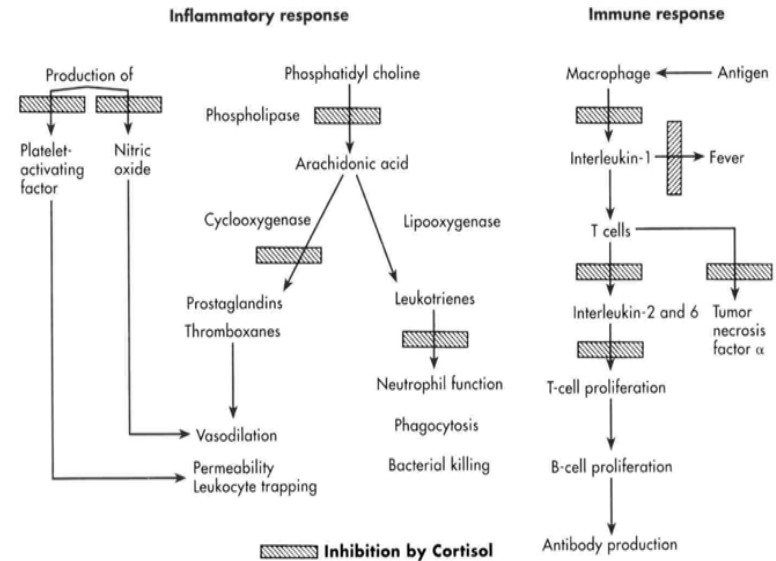 Inflammatory response
Production of
Platelet-
activating
factor
Nitric
oxide
Phosphatidyl choline
Phospholipase
Arachidonic acid
Cyclooxygenase
Lipooxygenase
Prostaglandins
Thromboxanes
Leukotrienes
Neutrophil function
Phagocytosis
Bacterial killing
Vasodilation
Permeability
Leukocyte trapping
Immune response
Macrophage
Antigen
Interleukin-1
Fever
T cells
Interleukin-2 and 6
Tumor
necrosis
factor α
T-cell proliferation
B-cell proliferation
Antibody production
Inhibition by Cortisol